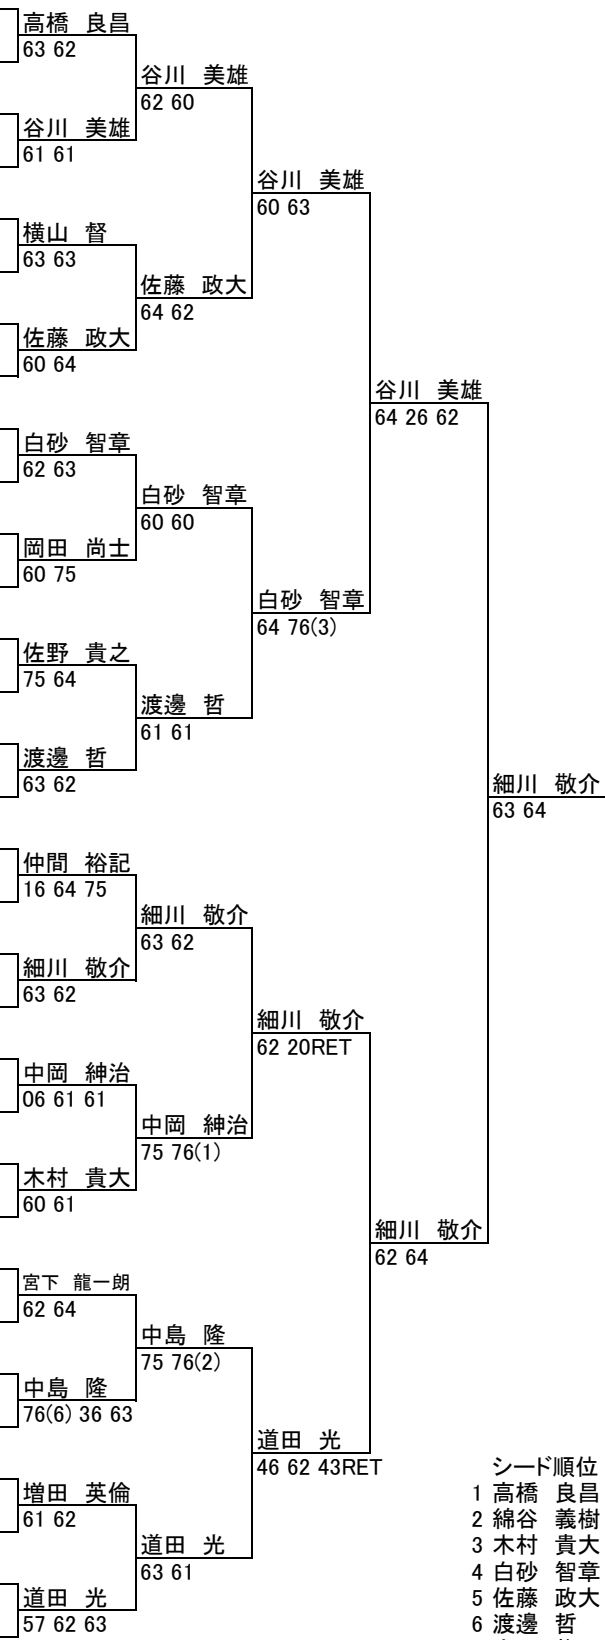 高橋 良昌
63 62
谷川 美雄
62 60
谷川 美雄
61 61
谷川 美雄
60 63
横山 督
63 63
佐藤 政大
64 62
佐藤 政大
60 64
谷川 美雄
64 26 62
白砂 智章
62 63
白砂 智章
60 60
岡田 尚士
60 75
白砂 智章
64 76(3)
佐野 貴之
75 64
渡邊 哲
61 61
渡邊 哲
63 62
細川 敬介
63 64
仲間 裕記
16 64 75
細川 敬介
63 62
細川 敬介
63 62
細川 敬介
62 20RET
中岡 紳治
06 61 61
中岡 紳治
75 76(1)
木村 貴大
60 61
細川 敬介
62 64
宮下 龍一朗
62 64
中島 隆
75 76(2)
中島 隆
76(6) 36 63
道田 光
46 62 43RET
増田 英倫
61 62
道田 光
63 61
道田 光
57 62 63
シード順位
1 高橋 良昌
2 綿谷 義樹
3 木村 貴大
4 白砂 智章
5 佐藤 政大
6 渡邊 哲